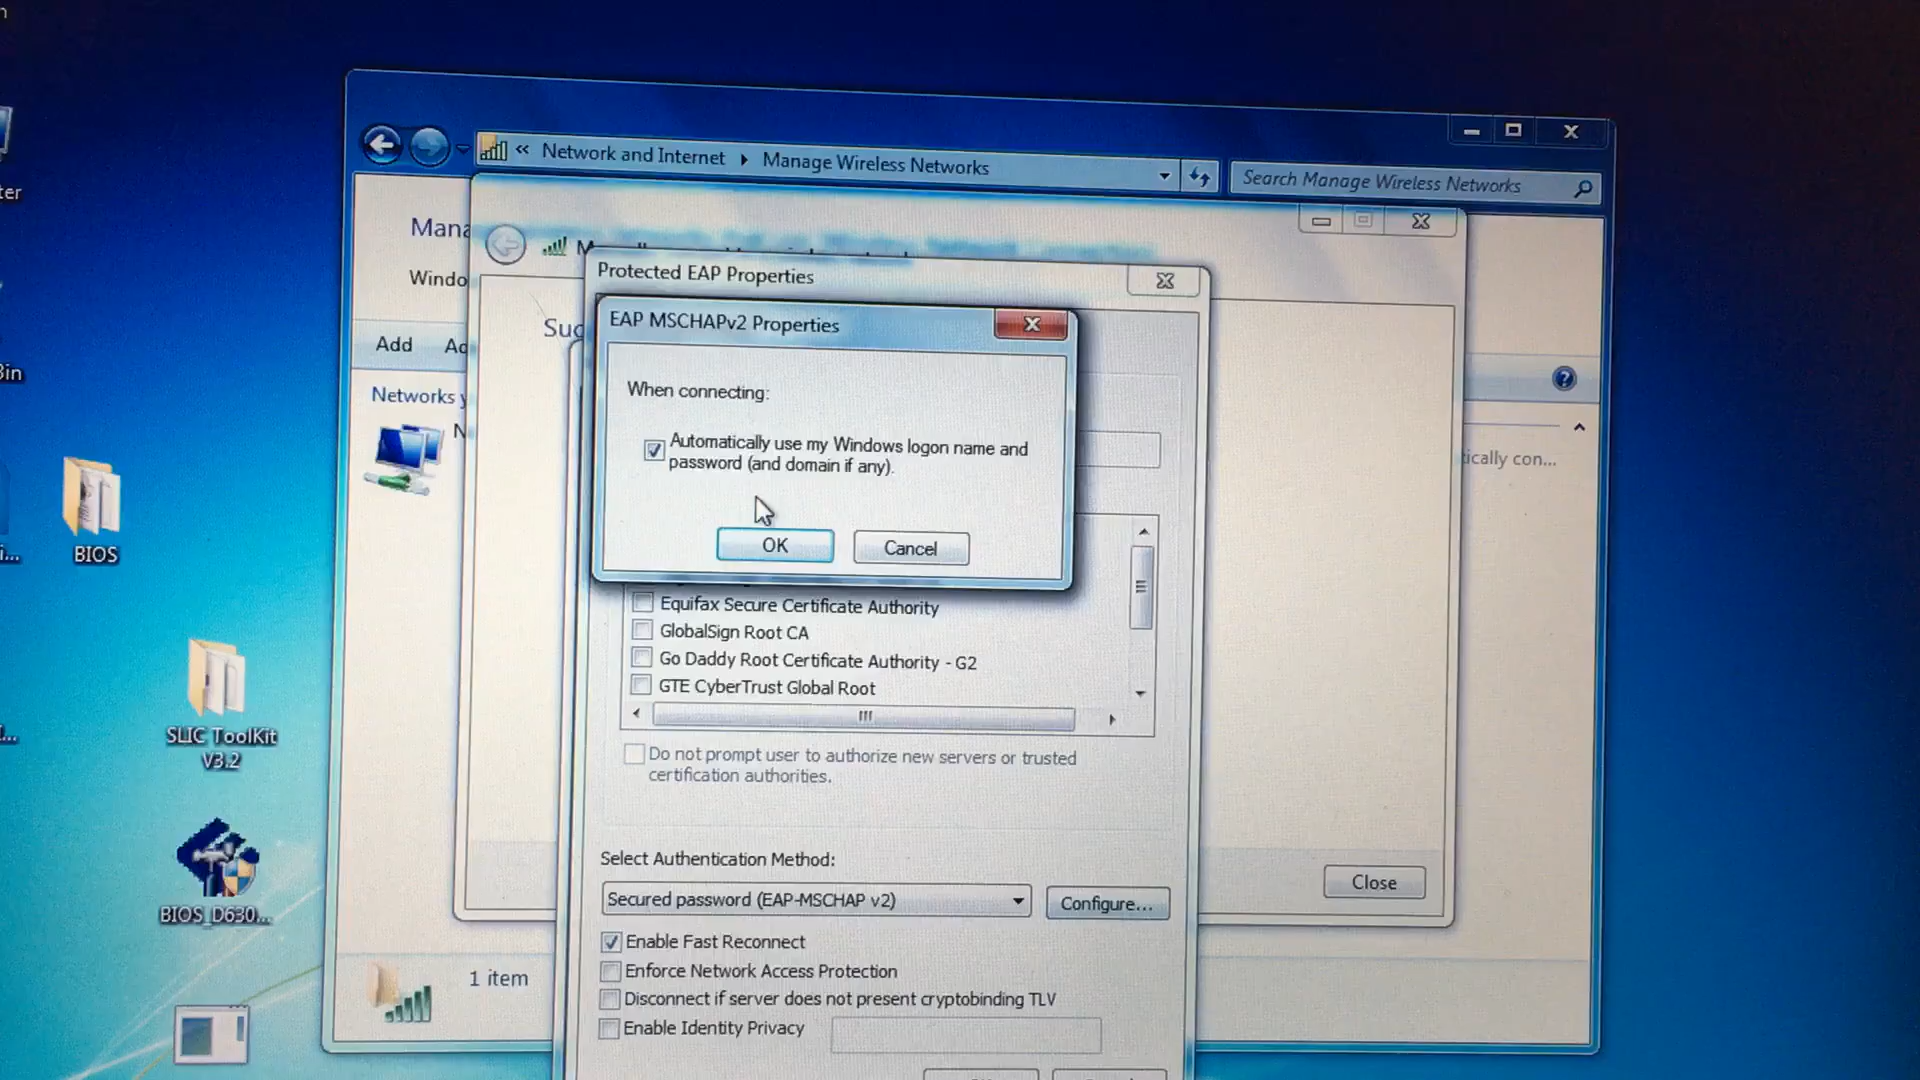 « Network and Internet ▸ Manage Wireless Networks
Search Manage Wireless Networks
Mana
Windo
Protected EAP Properties
EAP MSCHAPv2 Properties
Suc
Add
Networks y
When connecting:
Automatically use my Windows logon name and
password (and domain if any).
OK
Cancel
ically con...
Equifax Secure Certificate Authority
GlobalSign Root CA
Go Daddy Root Certificate Authority - G2
GTE CyberTrust Global Root
Do not prompt user to authorize new servers or trusted
certification authorities.
Select Authentication Method:
Secured password (EAP-MSCHAP v2)
Configure...
Close
Enable Fast Reconnect
Enforce Network Access Protection
Disconnect if server does not present cryptobinding TLV
Enable Identity Privacy
1 item
ter
Bin
BIOS
SLIC ToolKit
V3.2
BIOS_D630...